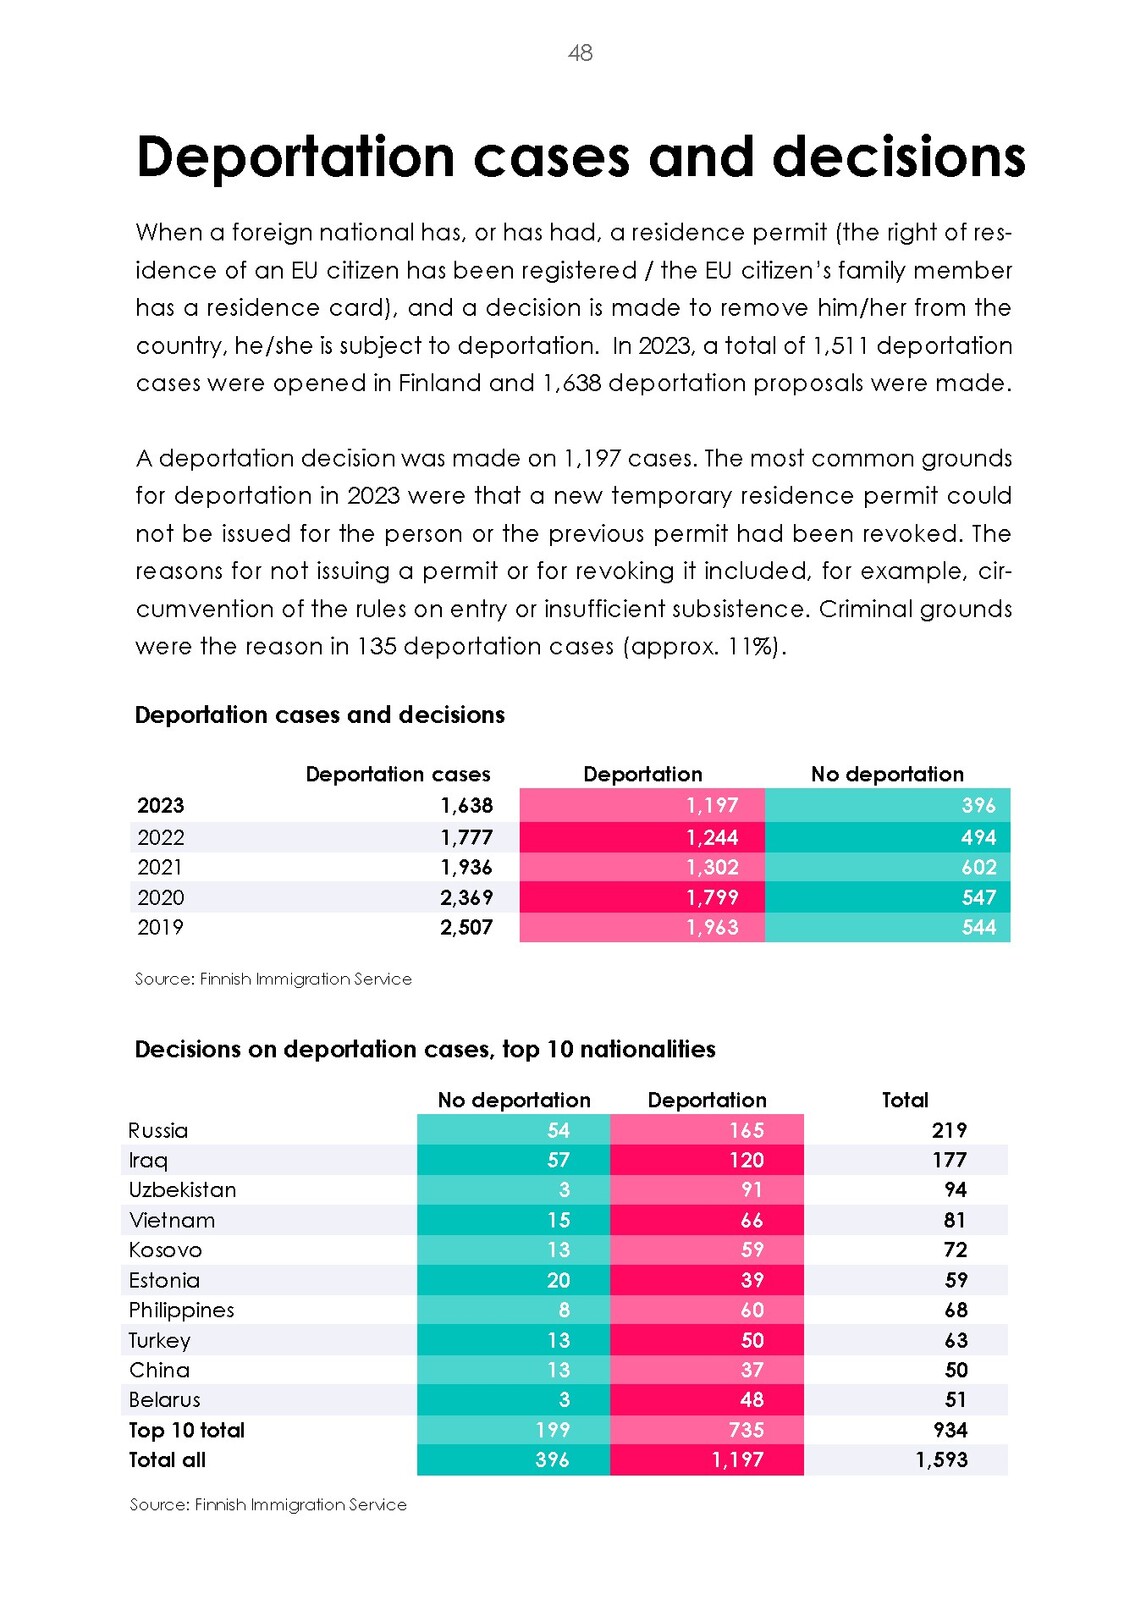 48
Deportation cases and decisions
When a foreign national has, or has had, a residence permit (the right of res-
idence of an EU citizen has been registered / the EU citizen's family member
has a residence card), and a decision is made to remove him/her from the
country, he/she is subject to deportation. In 2023, a total of 1,511 deportation
cases were opened in Finland and 1,638 deportation proposals were made.
A deportation decision was made on 1,197 cases. The most common grounds
for deportation in 2023 were that a new temporary residence permit could
not be issued for the person or the previous permit had been revoked. The
reasons for not issuing a permit or for revoking it included, for example, cir-
cumvention of the rules on entry or insufficient subsistence. Criminal grounds
were the reason in 135 deportation cases (approx. 11%).
Deportation cases and decisions
Deportation cases Deportation No deportation
2023 1,638 1,197 396
2022 1,777 1,244 494
2021 1,936 1,302 602
2020 2,369 1,799 547
2019 2,507 1,963 544
Source: Finnish Immigration Service
Decisions on deportation cases, top 10 nationalities
No deportation Deportation Total
Russia 54 165 219
Iraq 57 120 177
Uzbekistan 3 91 94
Vietnam 15 66 81
Kosovo 13 59 72
Estonia 20 39 59
Philippines 8 60 68
Turkey 13 50 63
China 13 37 50
Belarus 3 48 51
Top 10 total 199 735 934
Total all 396 1,197 1,593
Source: Finnish Immigration Service